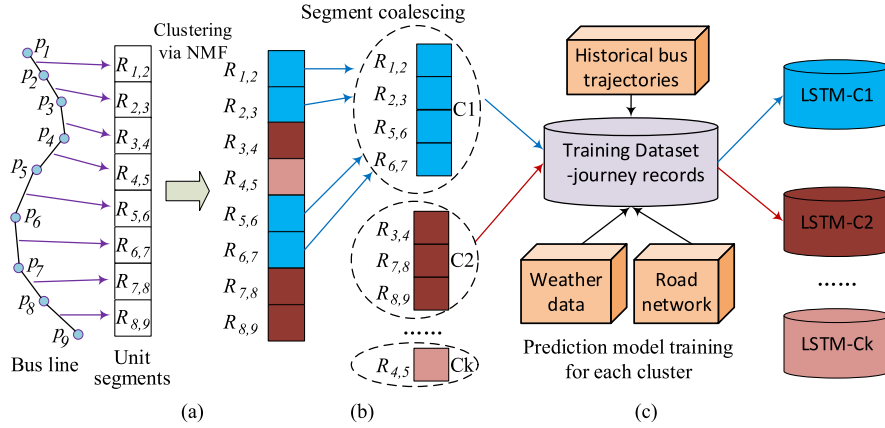 p1
p2
p3
p4
p5
p6
p7
p8
p9
Bus line
R1,2
R2,3
R3,4
R4,5
R5,6
R6,7
R7,8
R8,9
Unit
segments
(a)
Clustering
via NMF
R1,2
R2,3
R3,4
R4,5
R5,6
R6,7
R7,8
R8,9
Segment coalescing
R1,2
R2,3
R5,6
R6,7
C1
R3,4
R7,8
R8,9
C2
......
R4,5
Ck
(b)
Historical bus
trajectories
Training Dataset
-journey records
Weather
data
Road
network
Prediction model training
for each cluster
(c)
LSTM-C1
LSTM-C2
......
LSTM-Ck